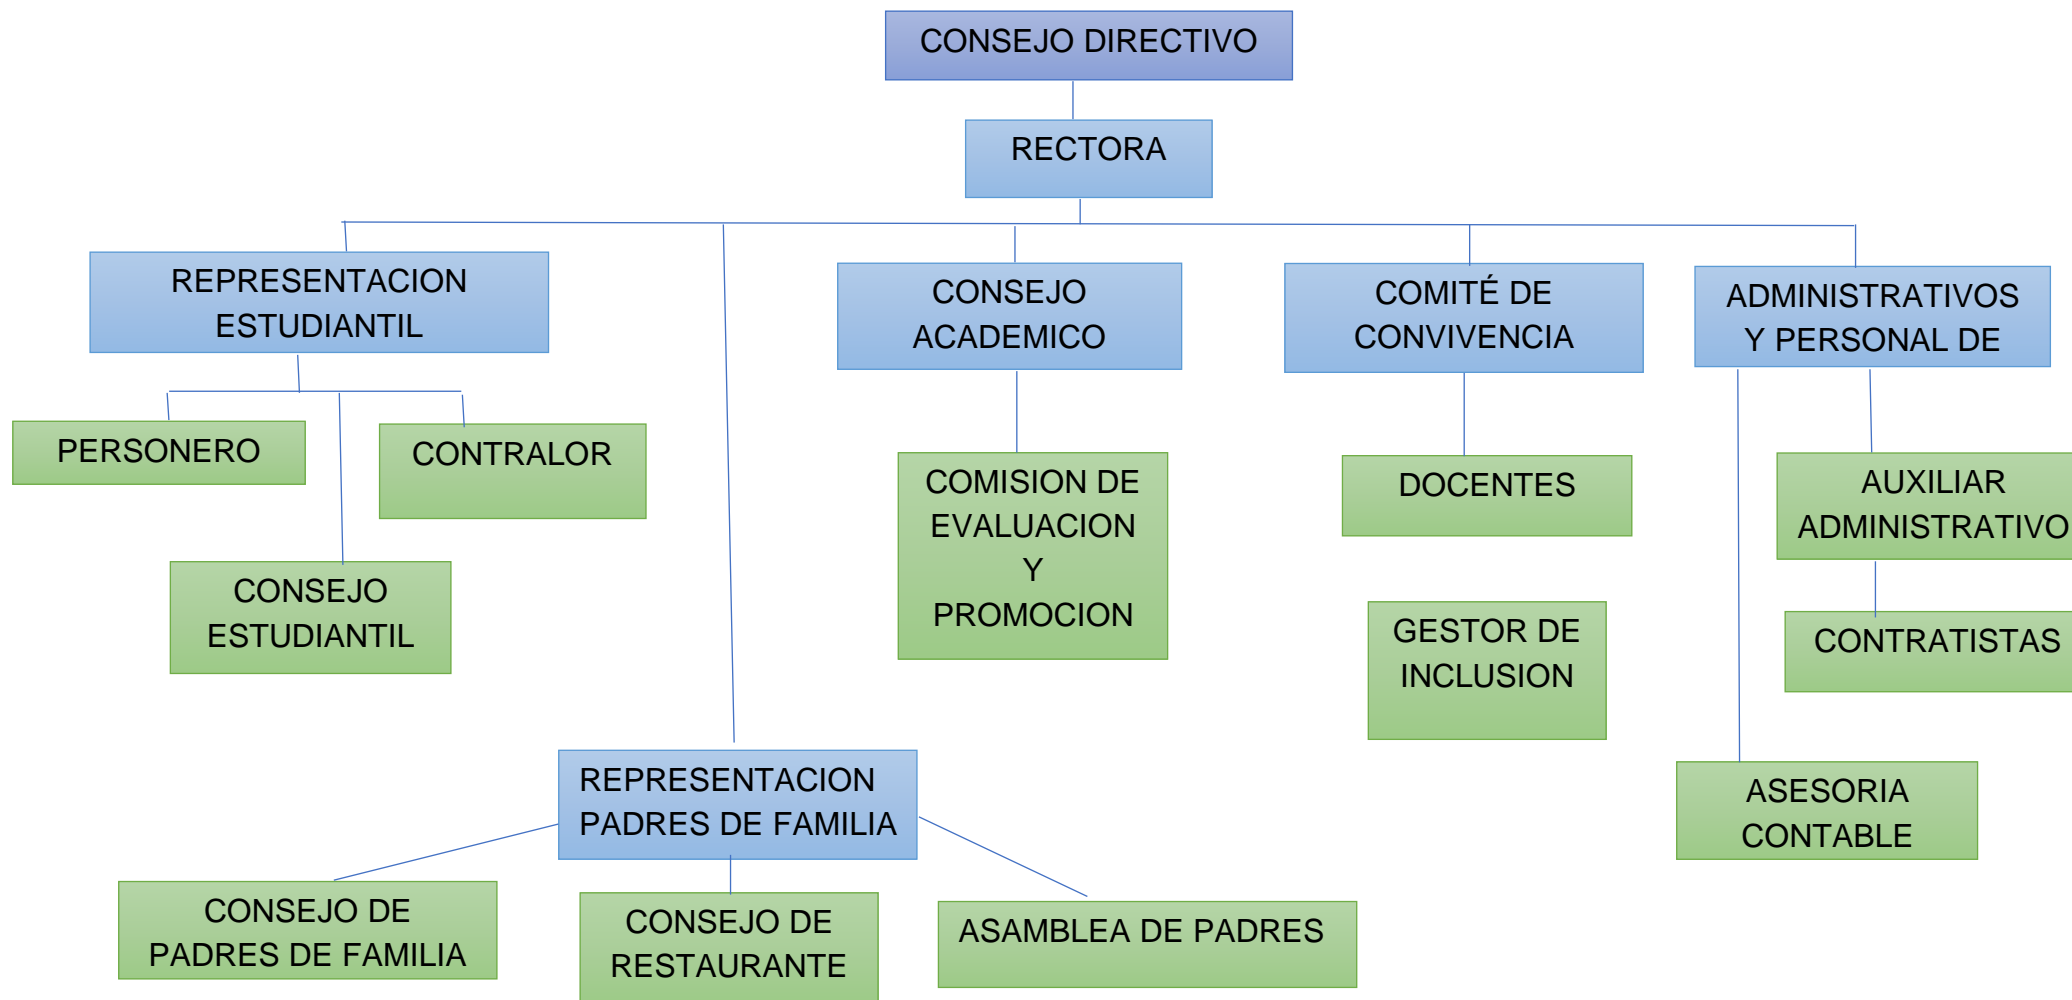 CONSEJO DIRECTIVO
RECTORA
REPRESENTACION
ESTUDIANTIL
CONSEJO
ACADEMICO
COMITÉ DE
CONVIVENCIA
ADMINISTRATIVOS
Y PERSONAL DE
PERSONERO
CONTRALOR
CONSEJO
ESTUDIANTIL
COMISION DE
EVALUACION
Y
PROMOCION
DOCENTES
GESTOR DE
INCLUSION
AUXILIAR
ADMINISTRATIVO
CONTRATISTAS
ASESORIA
CONTABLE
REPRESENTACION
PADRES DE FAMILIA
CONSEJO DE
PADRES DE FAMILIA
CONSEJO DE
RESTAURANTE
ASAMBLEA DE PADRES